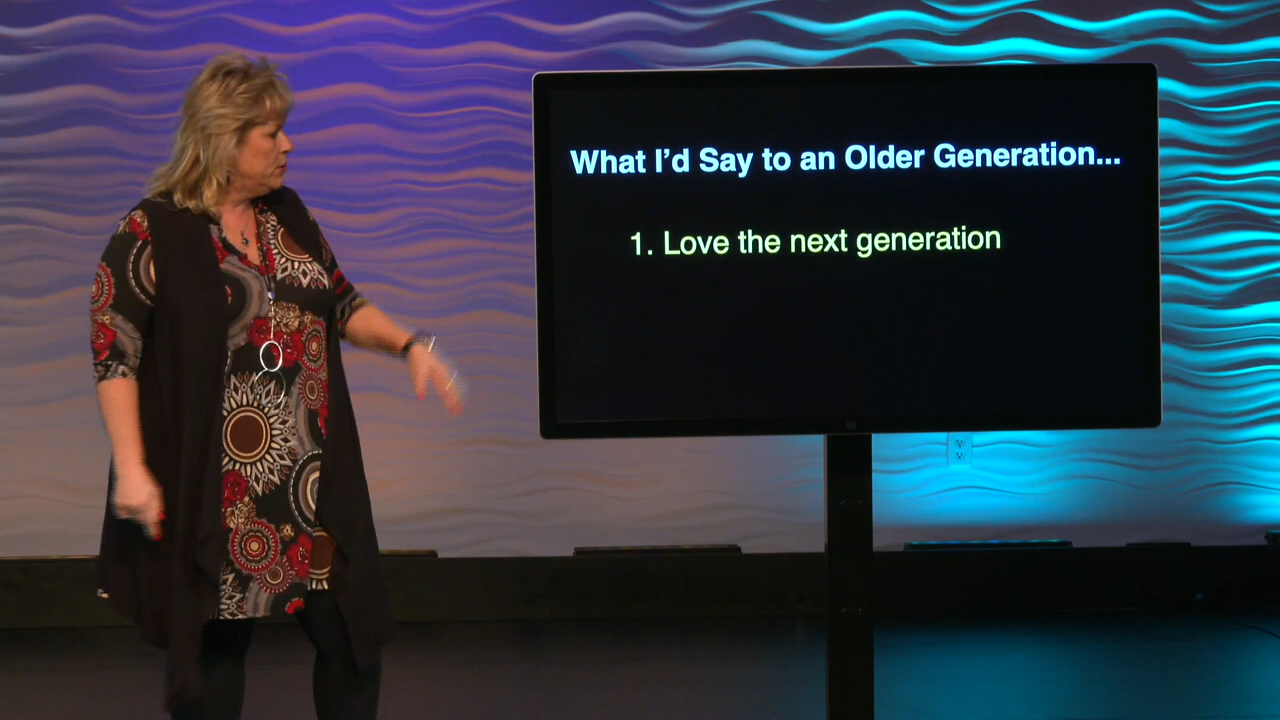 What I'd Say to an Older Generation...
1. Love the next generation